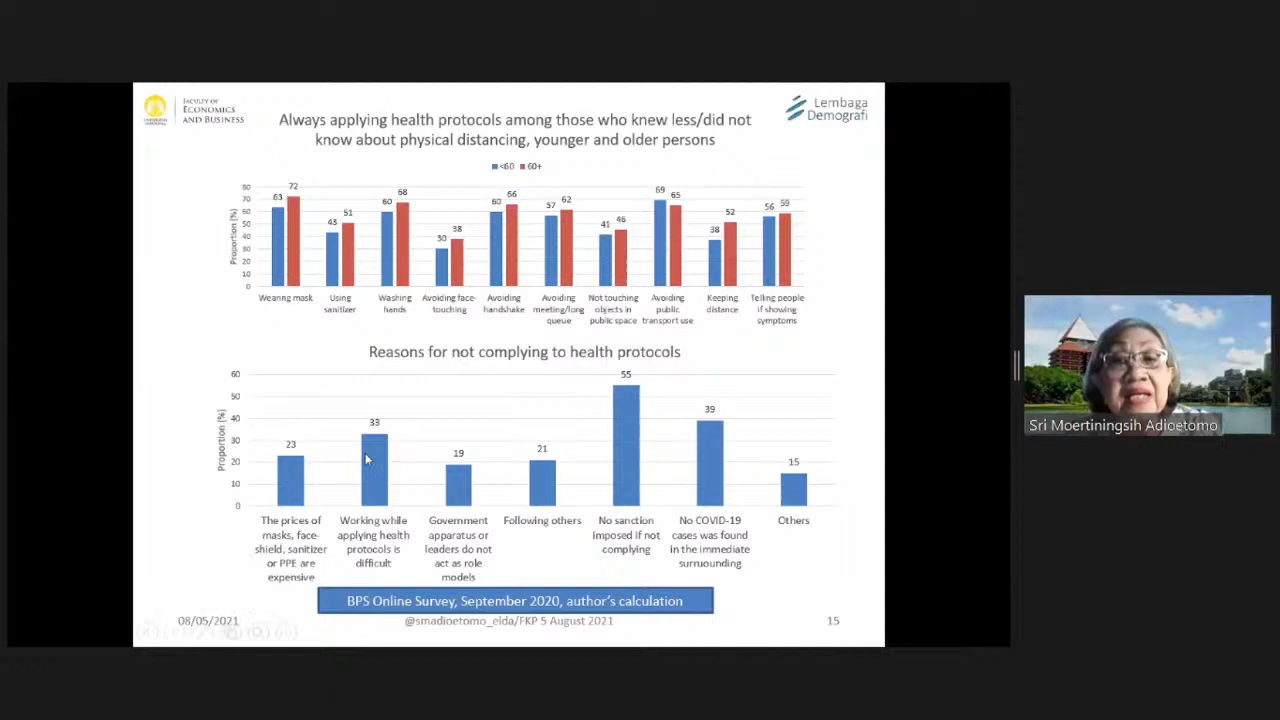 FACULTY OF
ECONOMICS
AND BUSINESS
Lembaga
Demografi
Always applying health protocols among those who knew less/did not
know about physical distancing, younger and older persons
<60 60+
Proportion (%)
80
70
60
50
40
30
20
10
0
63 72 43 51 60 68 30 38 60 66 57 62 41 46 69 65 38 52 56 59
Wearing mask
Using
sanitizer
Washing
hands
Avoiding face-
touching
Avoiding
handshake
Avoiding
meeting/long
queue
Not touching
objects in
public space
Avoiding
public
transport use
Keeping
distance
Telling people
if showing
symptoms
Reasons for not complying to health protocols
Proportion (%)
60
50
40
30
20
10
0
23 33 19 21 55 39 15
The prices of
masks, face-
shield, sanitizer
or PPE are
expensive
Working while
applying health
protocols is
difficult
Government
apparatus or
leaders do not
act as role
models
Following others
No sanction
imposed if not
complying
No COVID-19
cases was found
in the immediate
surruounding
Others
BPS Online Survey, September 2020, author's calculation
08/05/2021
@smadioetomo_elda/FKP 5 August 2021
15
Sri Moertiningsih Adioetomo